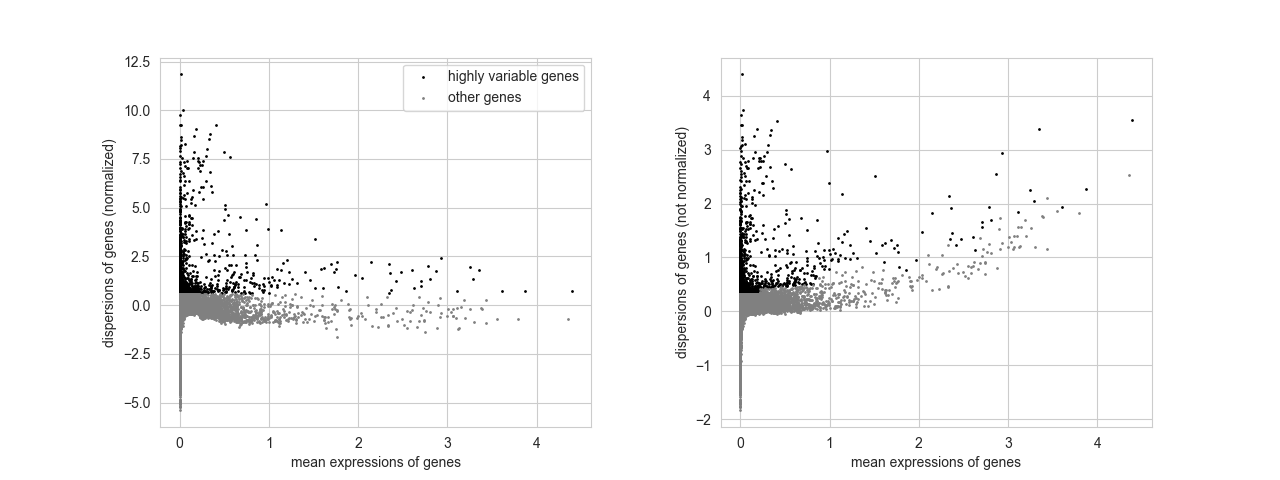 12.5
10.0
7.5
5.0
2.5
0.0
−2.5
−5.0
dispersions of genes (normalized)
highly variable genes
other genes
0 1 2 3 4
mean expressions of genes
4
3
2
1
0
−1
−2
dispersions of genes (not normalized)
0 1 2 3 4
mean expressions of genes